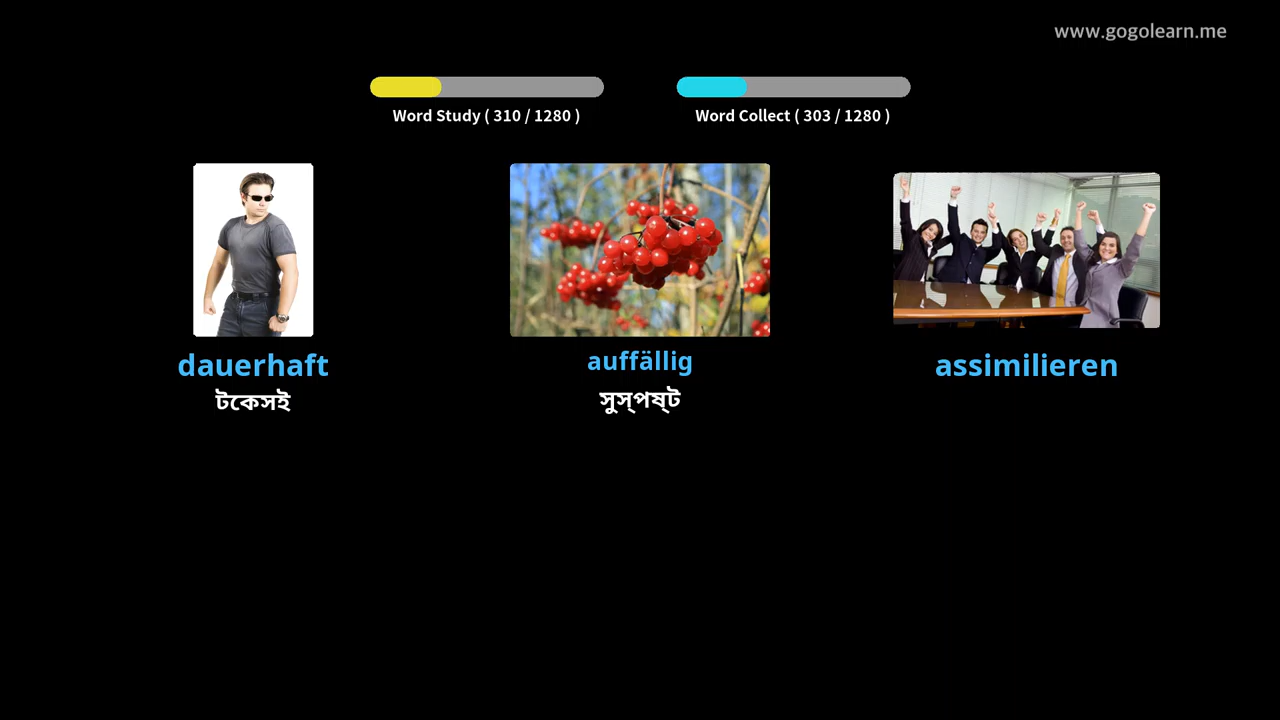 www.gogolearn.me
Word Study ( 310 / 1280 )
Word Collect ( 303 / 1280 )
dauerhaft
auffällig
assimilieren
টেকসই
সুস্পষ্ট